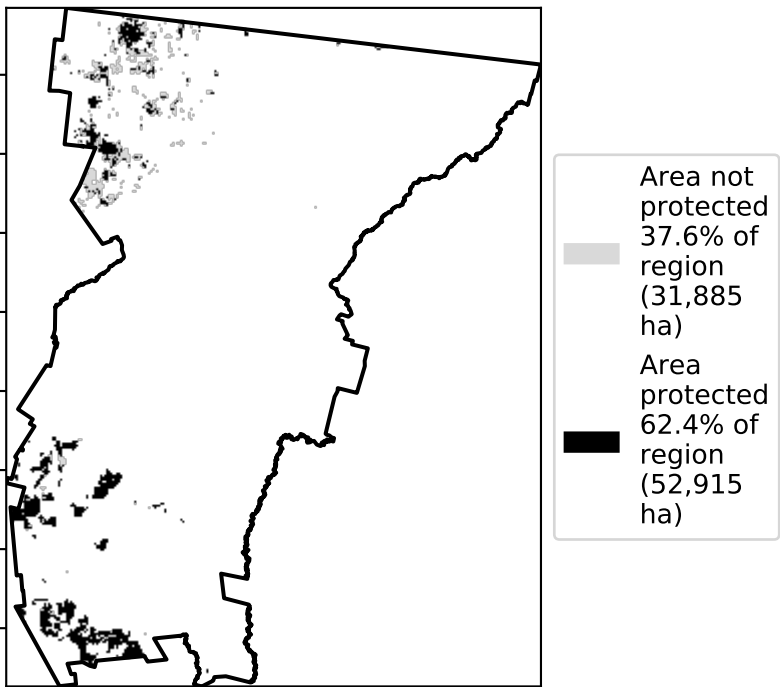 Area not
protected
37.6% of
region
(31,885
ha)
Area
protected
62.4% of
region
(52,915
ha)